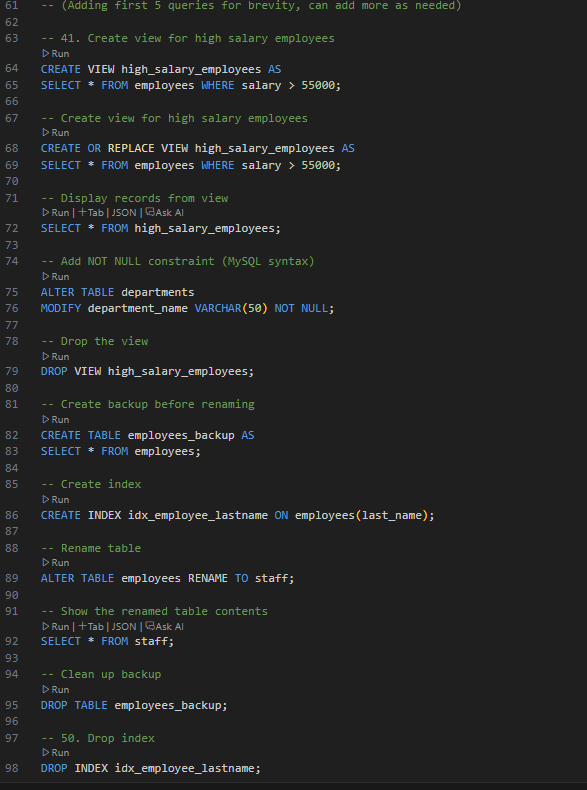 61 -- (Adding first 5 queries for brevity, can add more as needed)
62
63 -- 41. Create view for high salary employees
▷Run
64 CREATE VIEW high_salary_employees AS
65 SELECT * FROM employees WHERE salary > 55000;
66
67 -- Create view for high salary employees
▷Run
68 CREATE OR REPLACE VIEW high_salary_employees AS
69 SELECT * FROM employees WHERE salary > 55000;
70
71 -- Display records from view
▷Run | +Tab | JSON | Ask AI
72 SELECT * FROM high_salary_employees;
73
74 -- Add NOT NULL constraint (MySQL syntax)
▷Run
75 ALTER TABLE departments
76 MODIFY department_name VARCHAR(50) NOT NULL;
77
78 -- Drop the view
▷Run
79 DROP VIEW high_salary_employees;
80
81 -- Create backup before renaming
▷Run
82 CREATE TABLE employees_backup AS
83 SELECT * FROM employees;
84
85 -- Create index
▷Run
86 CREATE INDEX idx_employee_lastname ON employees(last_name);
87
88 -- Rename table
▷Run
89 ALTER TABLE employees RENAME TO staff;
90
91 -- Show the renamed table contents
▷Run | +Tab | JSON | Ask AI
92 SELECT * FROM staff;
93
94 -- Clean up backup
▷Run
95 DROP TABLE employees_backup;
96
97 -- 50. Drop index
▷Run
98 DROP INDEX idx_employee_lastname;